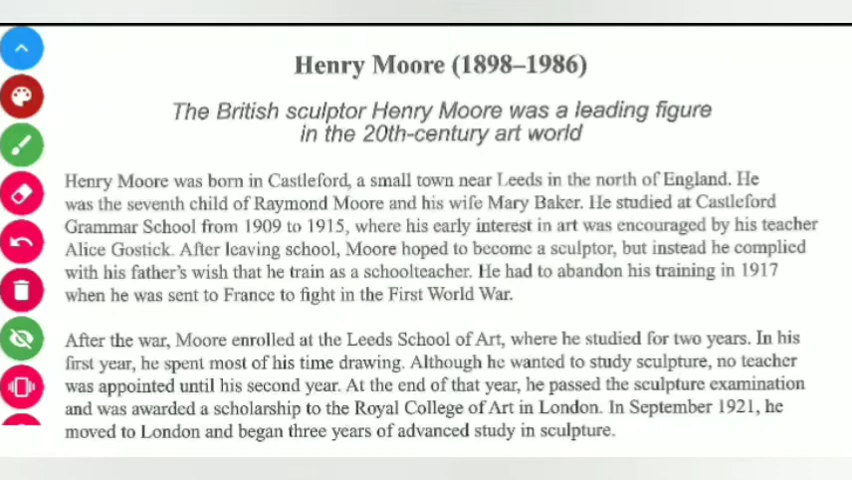 Henry Moore (1898–1986)
The British sculptor Henry Moore was a leading figure
in the 20th-century art world
Henry Moore was born in Castleford, a small town near Leeds in the north of England. He
was the seventh child of Raymond Moore and his wife Mary Baker. He studied at Castleford
Grammar School from 1909 to 1915, where his early interest in art was encouraged by his teacher
Alice Gostick. After leaving school, Moore hoped to become a sculptor, but instead he complied
with his father's wish that he train as a schoolteacher. He had to abandon his training in 1917
when he was sent to France to fight in the First World War.
After the war, Moore enrolled at the Leeds School of Art, where he studied for two years. In his
first year, he spent most of his time drawing. Although he wanted to study sculpture, no teacher
was appointed until his second year. At the end of that year, he passed the sculpture examination
and was awarded a scholarship to the Royal College of Art in London. In September 1921, he
moved to London and began three years of advanced study in sculpture.